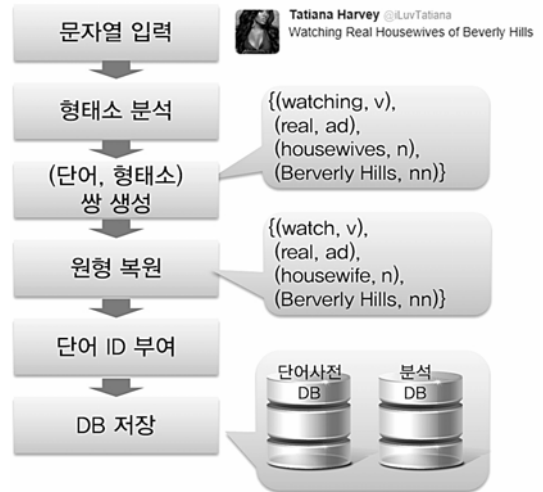 문자열 입력
Tatiana Harvey @iLuvTatiana
Watching Real Housewives of Beverly Hills
형태소 분석
(단어, 형태소)
쌍 생성
{(watching, v),
(real, ad),
(housewives, n),
(Berverly Hills, nn)}
원형 복원
{(watch, v),
(real, ad),
(housewife, n),
(Berverly Hills, nn)}
단어 ID 부여
DB 저장
단어사전
DB
분석
DB